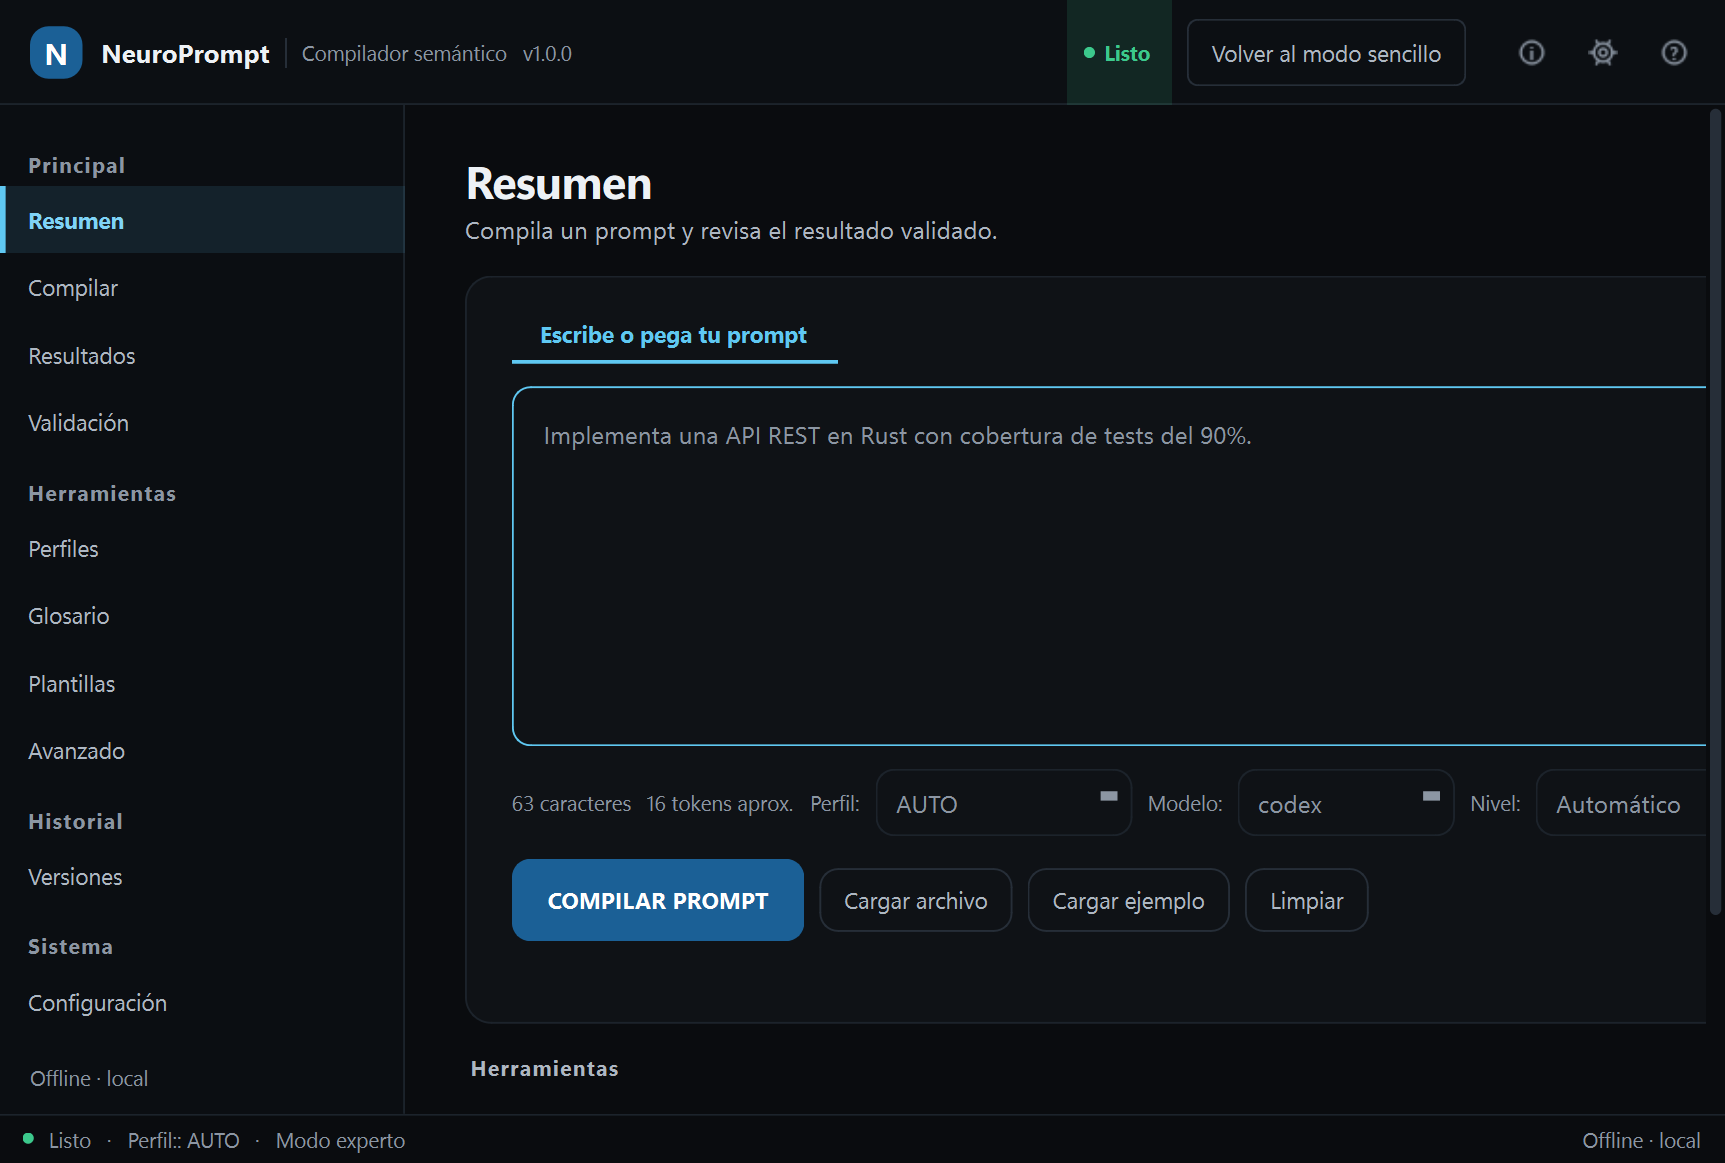 N NeuroPrompt Compilador semántico v1.0.0 Listo Volver al modo sencillo
Principal
Resumen
Compilar
Resultados
Validación
Herramientas
Perfiles
Glosario
Plantillas
Avanzado
Historial
Versiones
Sistema
Configuración
Offline · local
Resumen
Compila un prompt y revisa el resultado validado.
Escribe o pega tu prompt
Implementa una API REST en Rust con cobertura de tests del 90%.
63 caracteres 16 tokens aprox. Perfil: AUTO Modelo: codex Nivel: Automático
COMPILAR PROMPT Cargar archivo Cargar ejemplo Limpiar
Herramientas
Listo · Perfil:: AUTO · Modo experto Offline · local